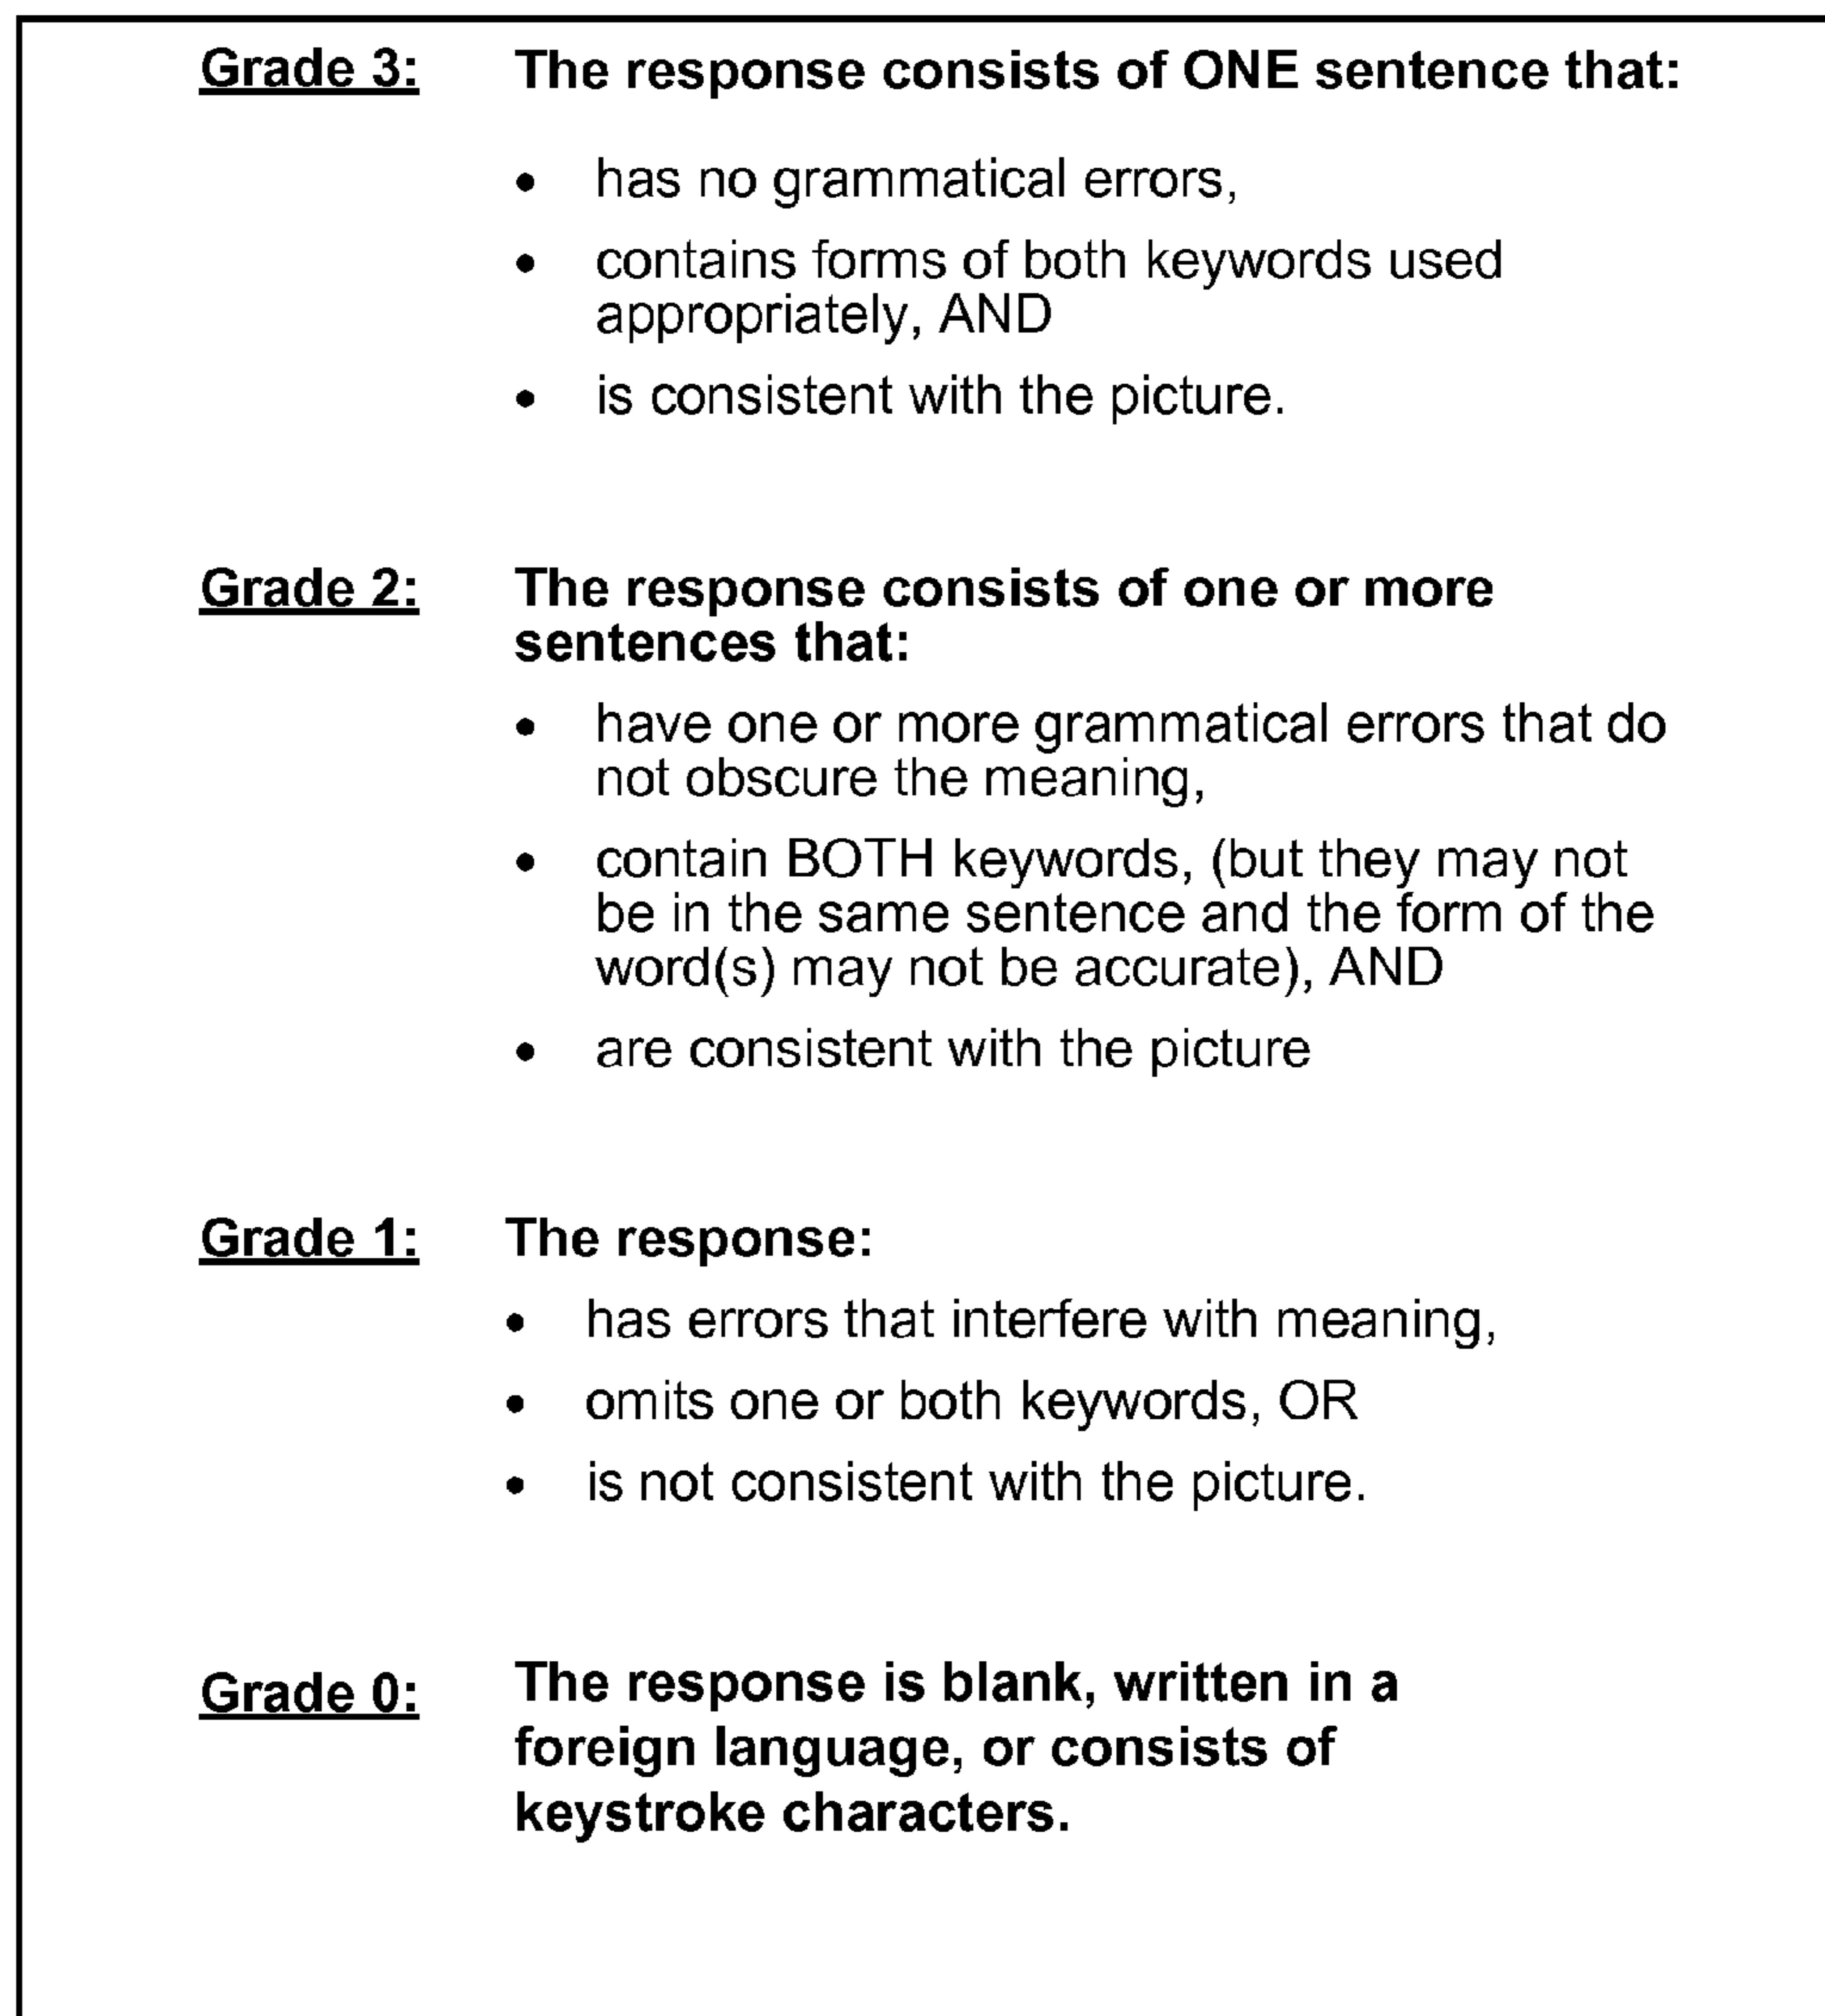 Grade 3: The response consists of ONE sentence that:
• has no grammatical errors,
• contains forms of both keywords used
appropriately, AND
• is consistent with the picture.
Grade 2: The response consists of one or more
sentences that:
• have one or more grammatical errors that do
not obscure the meaning,
• contain BOTH keywords, (but they may not
be in the same sentence and the form of the
word(s) may not be accurate), AND
• are consistent with the picture
Grade 1: The response:
• has errors that interfere with meaning,
• omits one or both keywords, OR
• is not consistent with the picture.
Grade 0: The response is blank, written in a
foreign language, or consists of
keystroke characters.